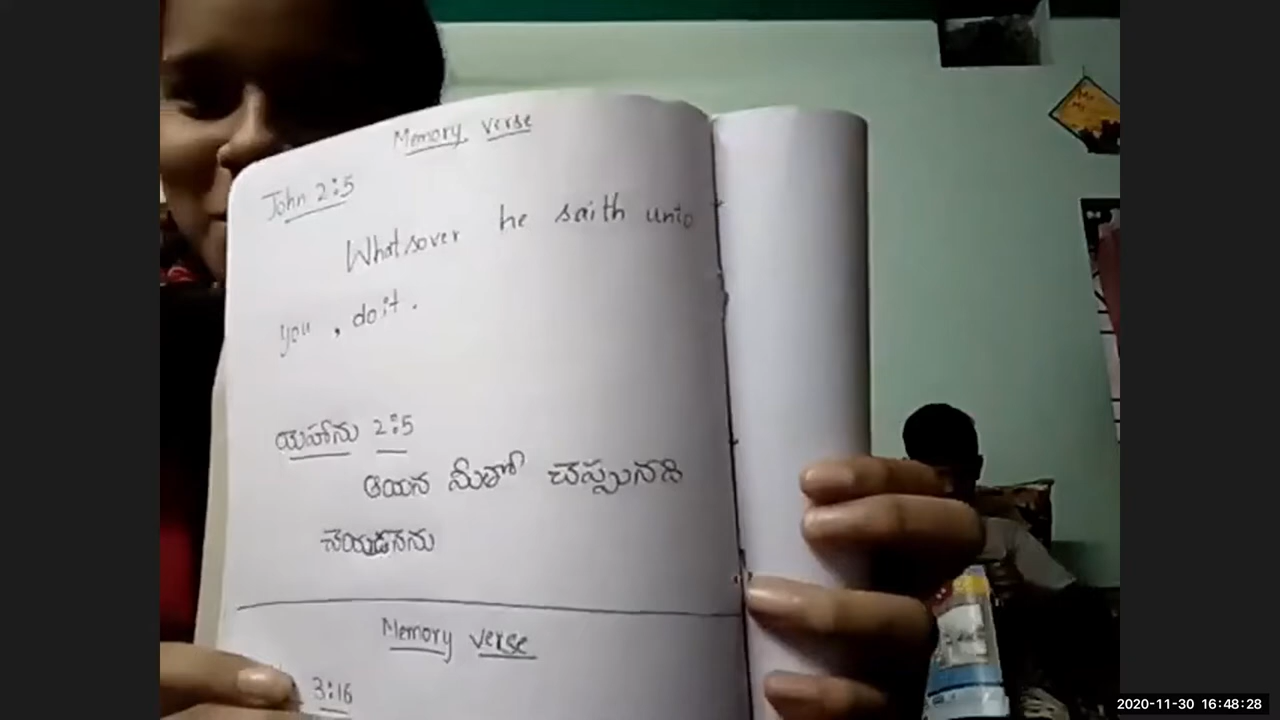 Memory verse
John 2:5
Whatsover he saith unto
you , do it .
యెహాను 2:5
ఆయన మీతో చెప్పునది
చేయుడనెను
Memory verse
3:16
2020-11-30 16:48:28